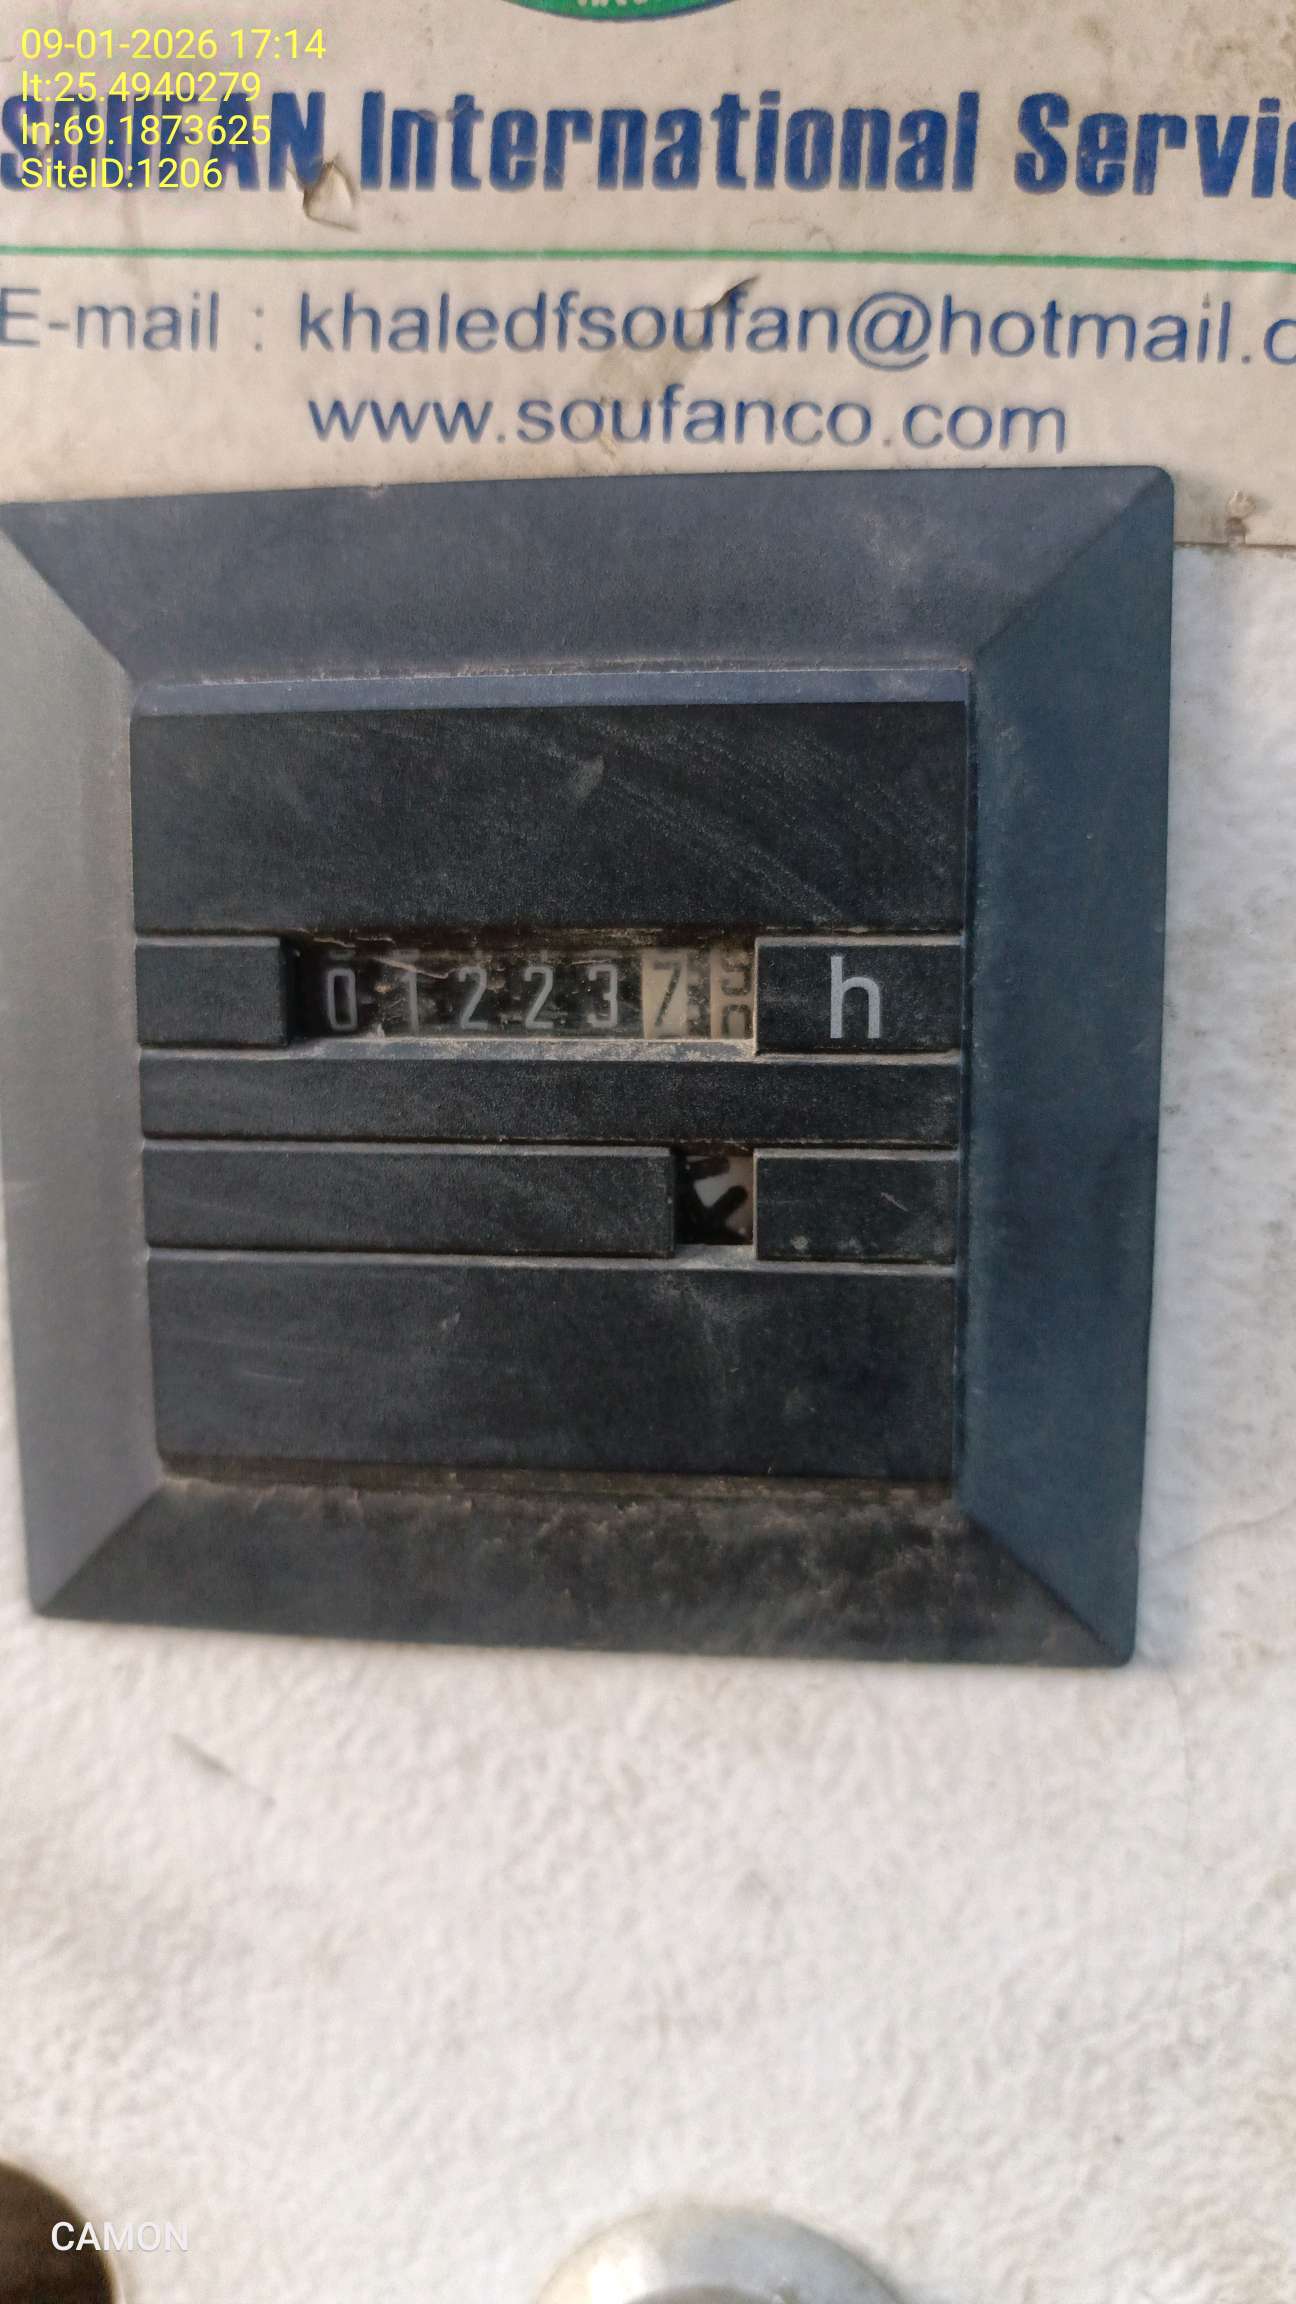 09-01-2026 17:14
lt:25.4940279
ln:69.1873625
SiteID:1206
International
E-mail : khaledfsoufan@hotmail.c
www.soufanco.com
012237
h
CAMON